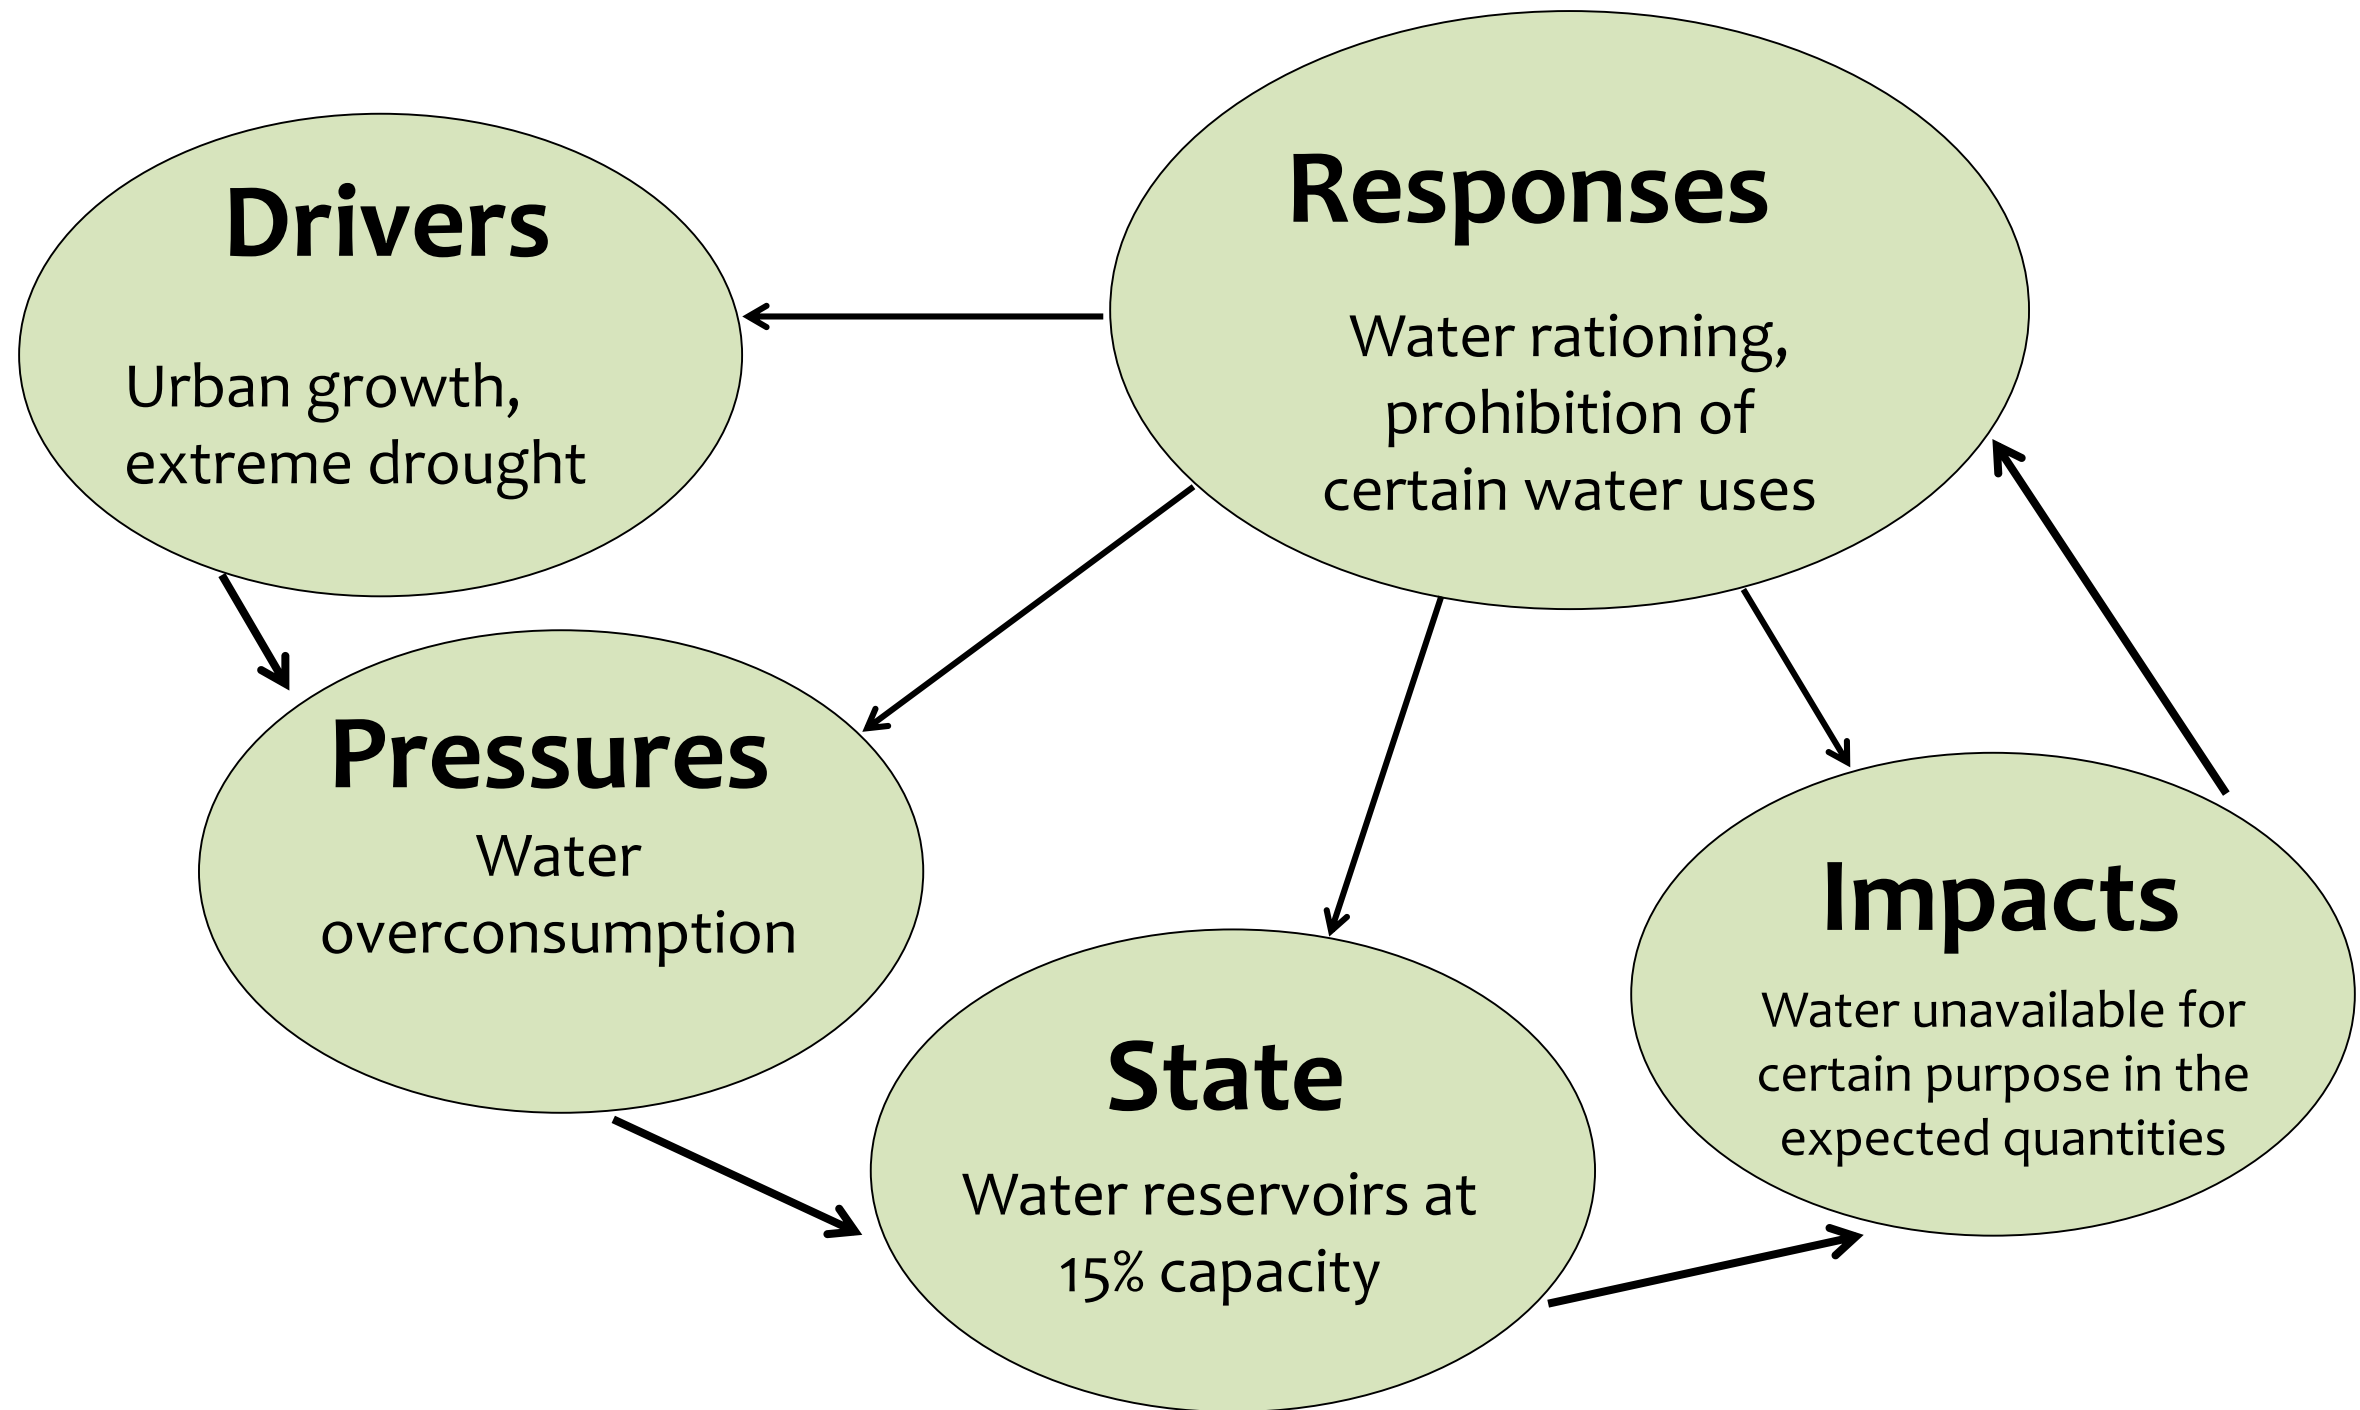 Drivers
Urban growth,
extreme drought
Responses
Water rationing,
prohibition of
certain water uses
Pressures
Water
overconsumption
State
Water reservoirs at
15% capacity
Impacts
Water unavailable for
certain purpose in the
expected quantities